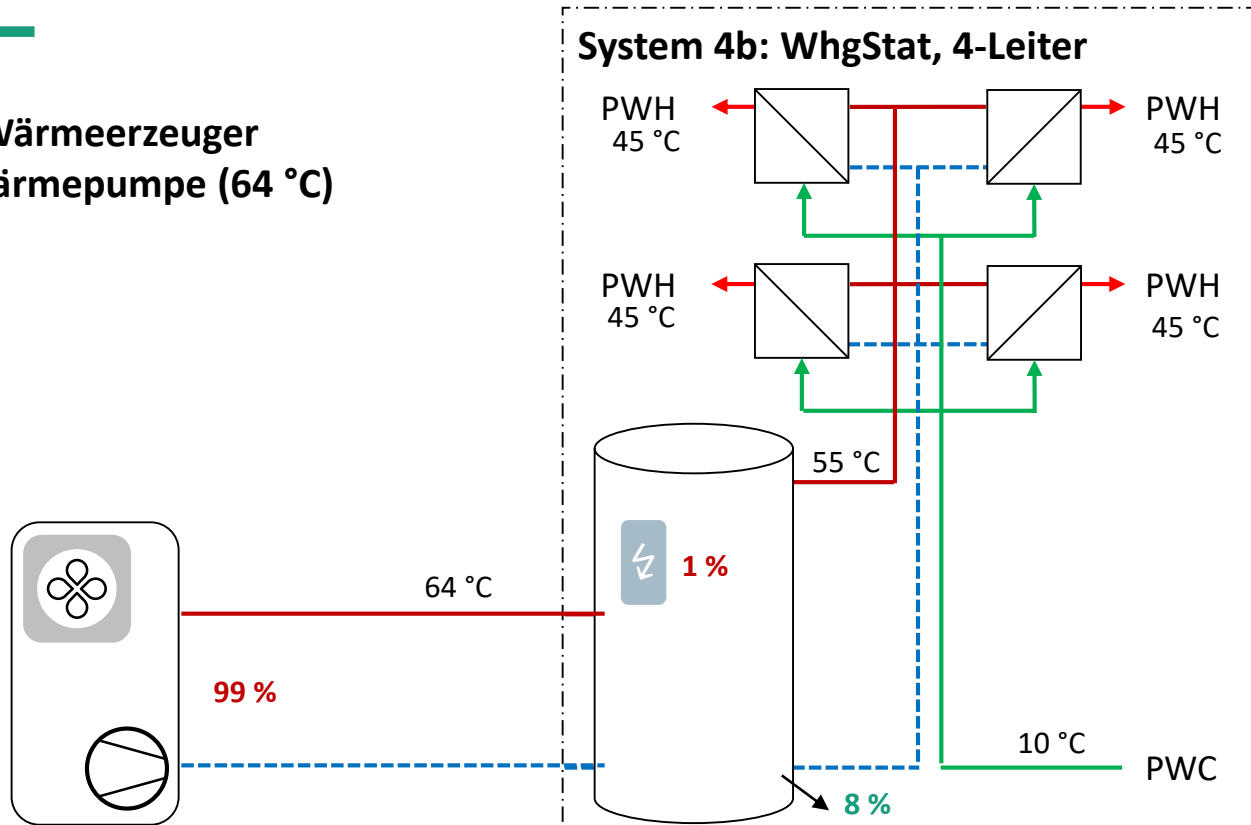 System 4b: WhgStat, 4-Leiter
Wärmeerzeuger
ärmepumpe (64 °C)
PWH
45 °C
PWH
45 °C
PWH
45 °C
PWH
45 °C
55 °C
1 %
64 °C
99 %
10 °C
PWC
8 %